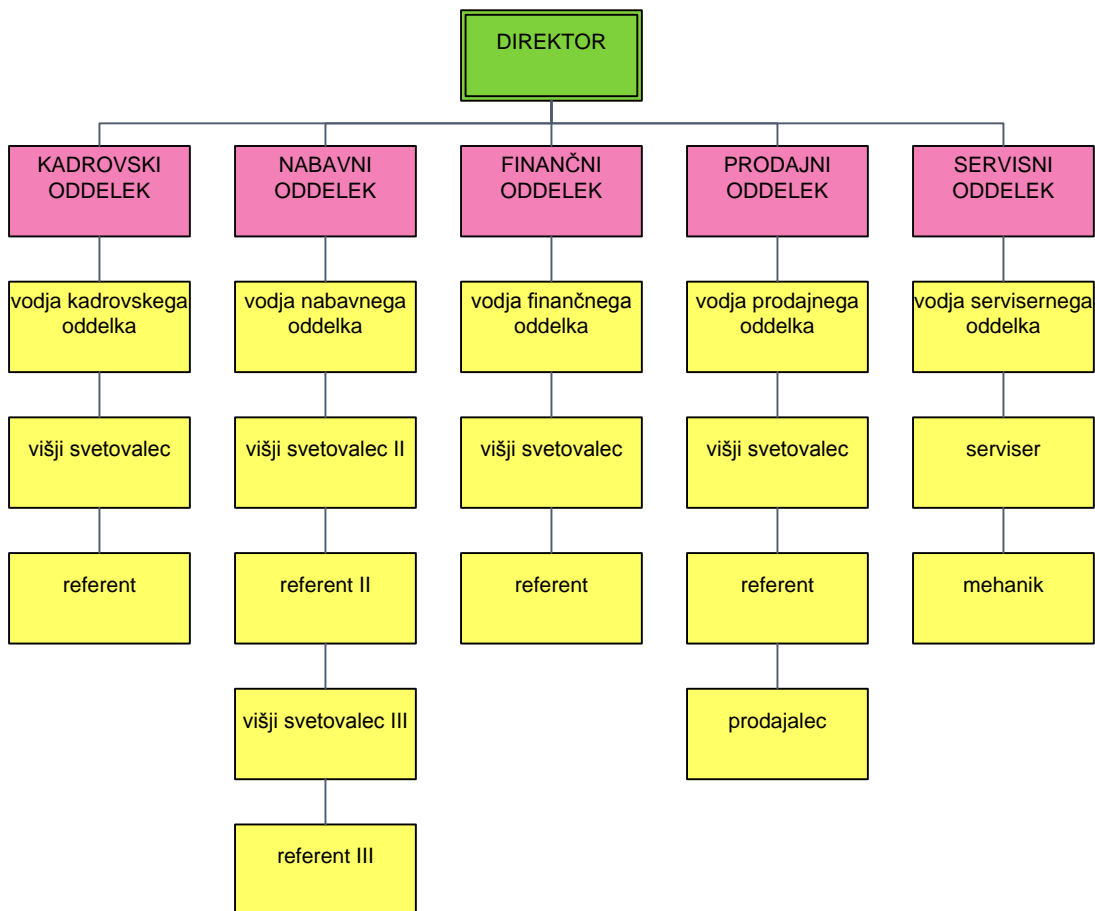 DIREKTOR
KADROVSKI
ODDELEK
NABAVNI
ODDELEK
FINANČNI
ODDELEK
PRODAJNI
ODDELEK
SERVISNI
ODDELEK
vodja kadrovskega
oddelka
vodja nabavnega
oddelka
vodja finančnega
oddelka
vodja prodajnega
oddelka
vodja servisernega
oddelka
višji svetovalec
višji svetovalec II
višji svetovalec
višji svetovalec
serviser
referent
referent II
referent
referent
mehanik
višji svetovalec III
prodajalec
referent III